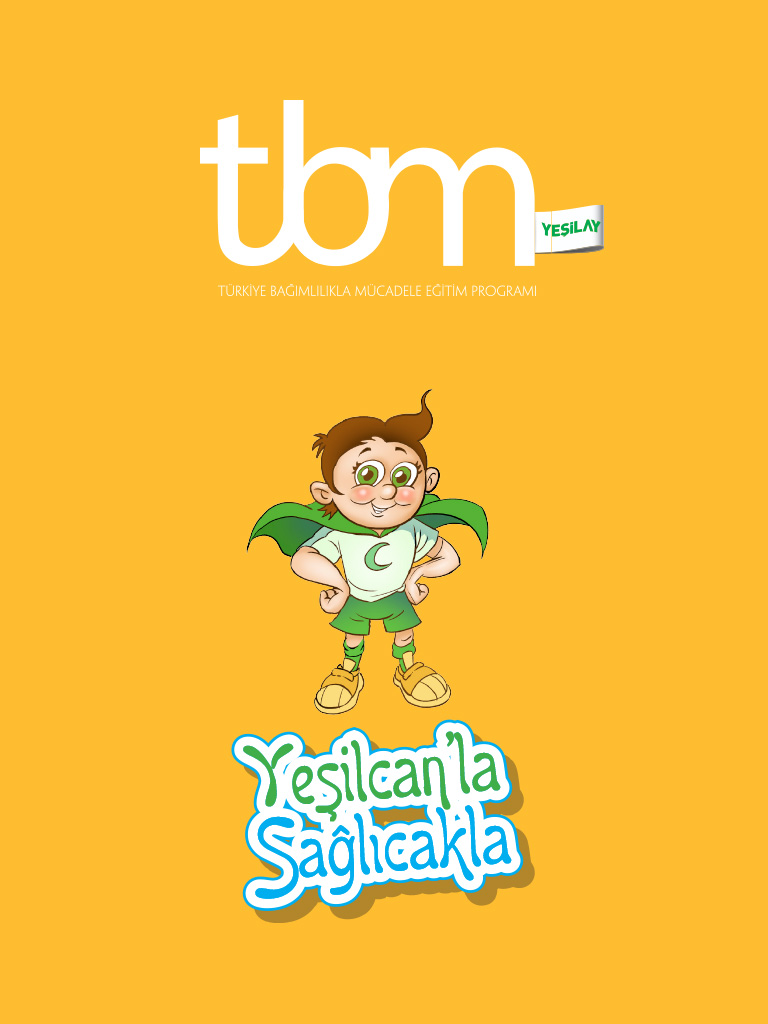 tbm
YEŞİLAY
TÜRKİYE BAĞIMLILIKLA MÜCADELE EĞİTİM PROGRAMI
Yeşilcan'la
Sağlıcakla